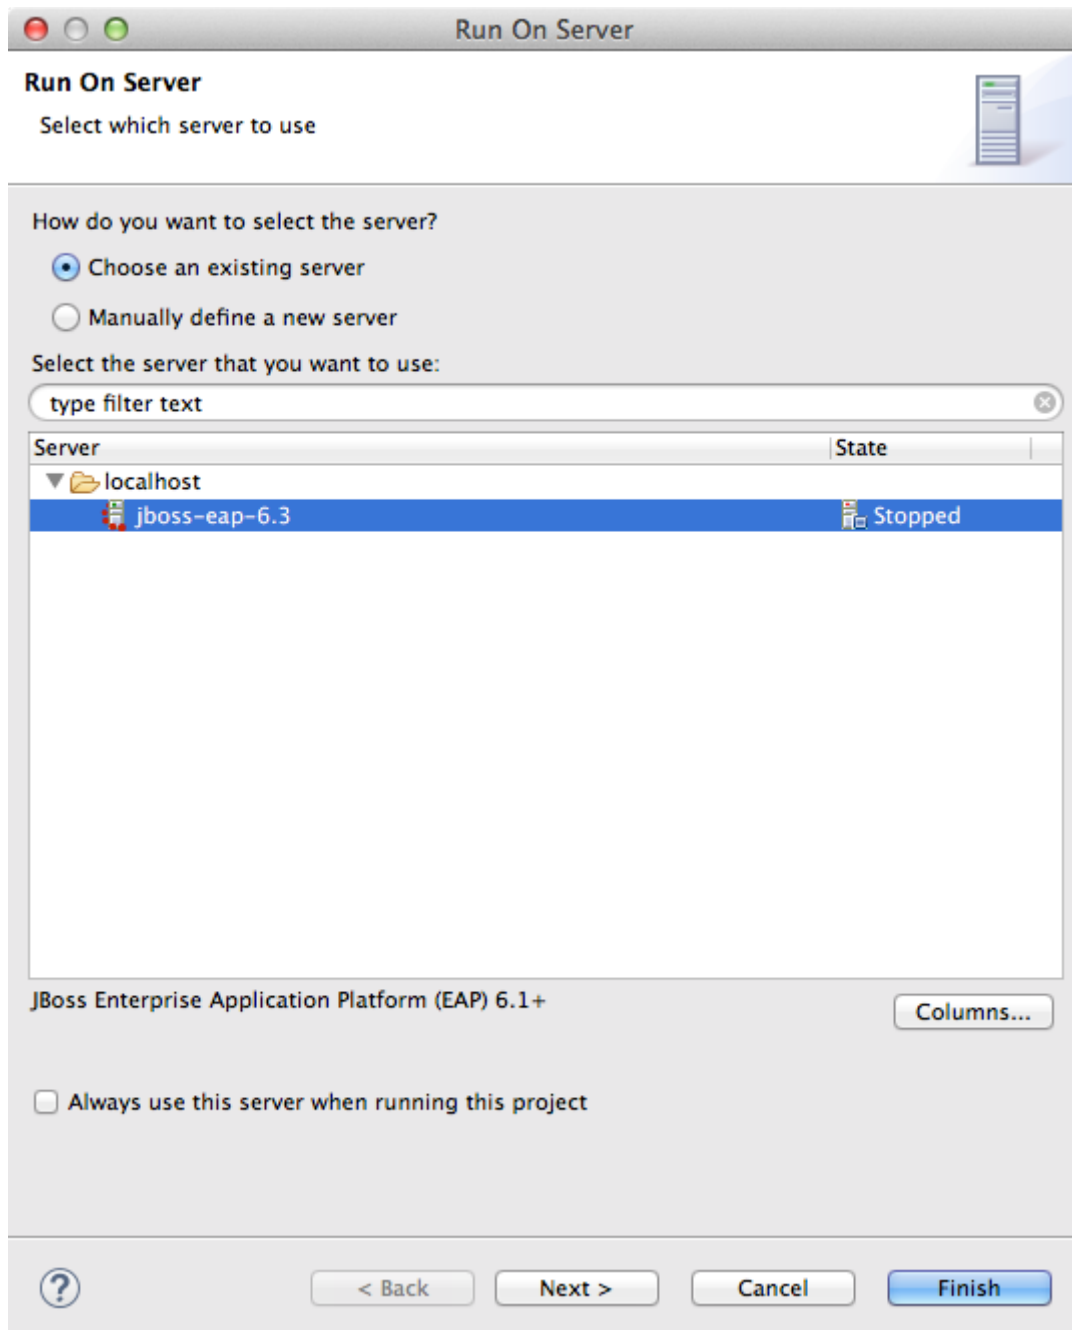 Run On Server
Run On Server
Select which server to use
How do you want to select the server?
Choose an existing server
Manually define a new server
Select the server that you want to use:
type filter text
Server State
localhost
jboss-eap-6.3 Stopped
JBoss Enterprise Application Platform (EAP) 6.1+
Columns...
Always use this server when running this project
? < Back Next > Cancel Finish